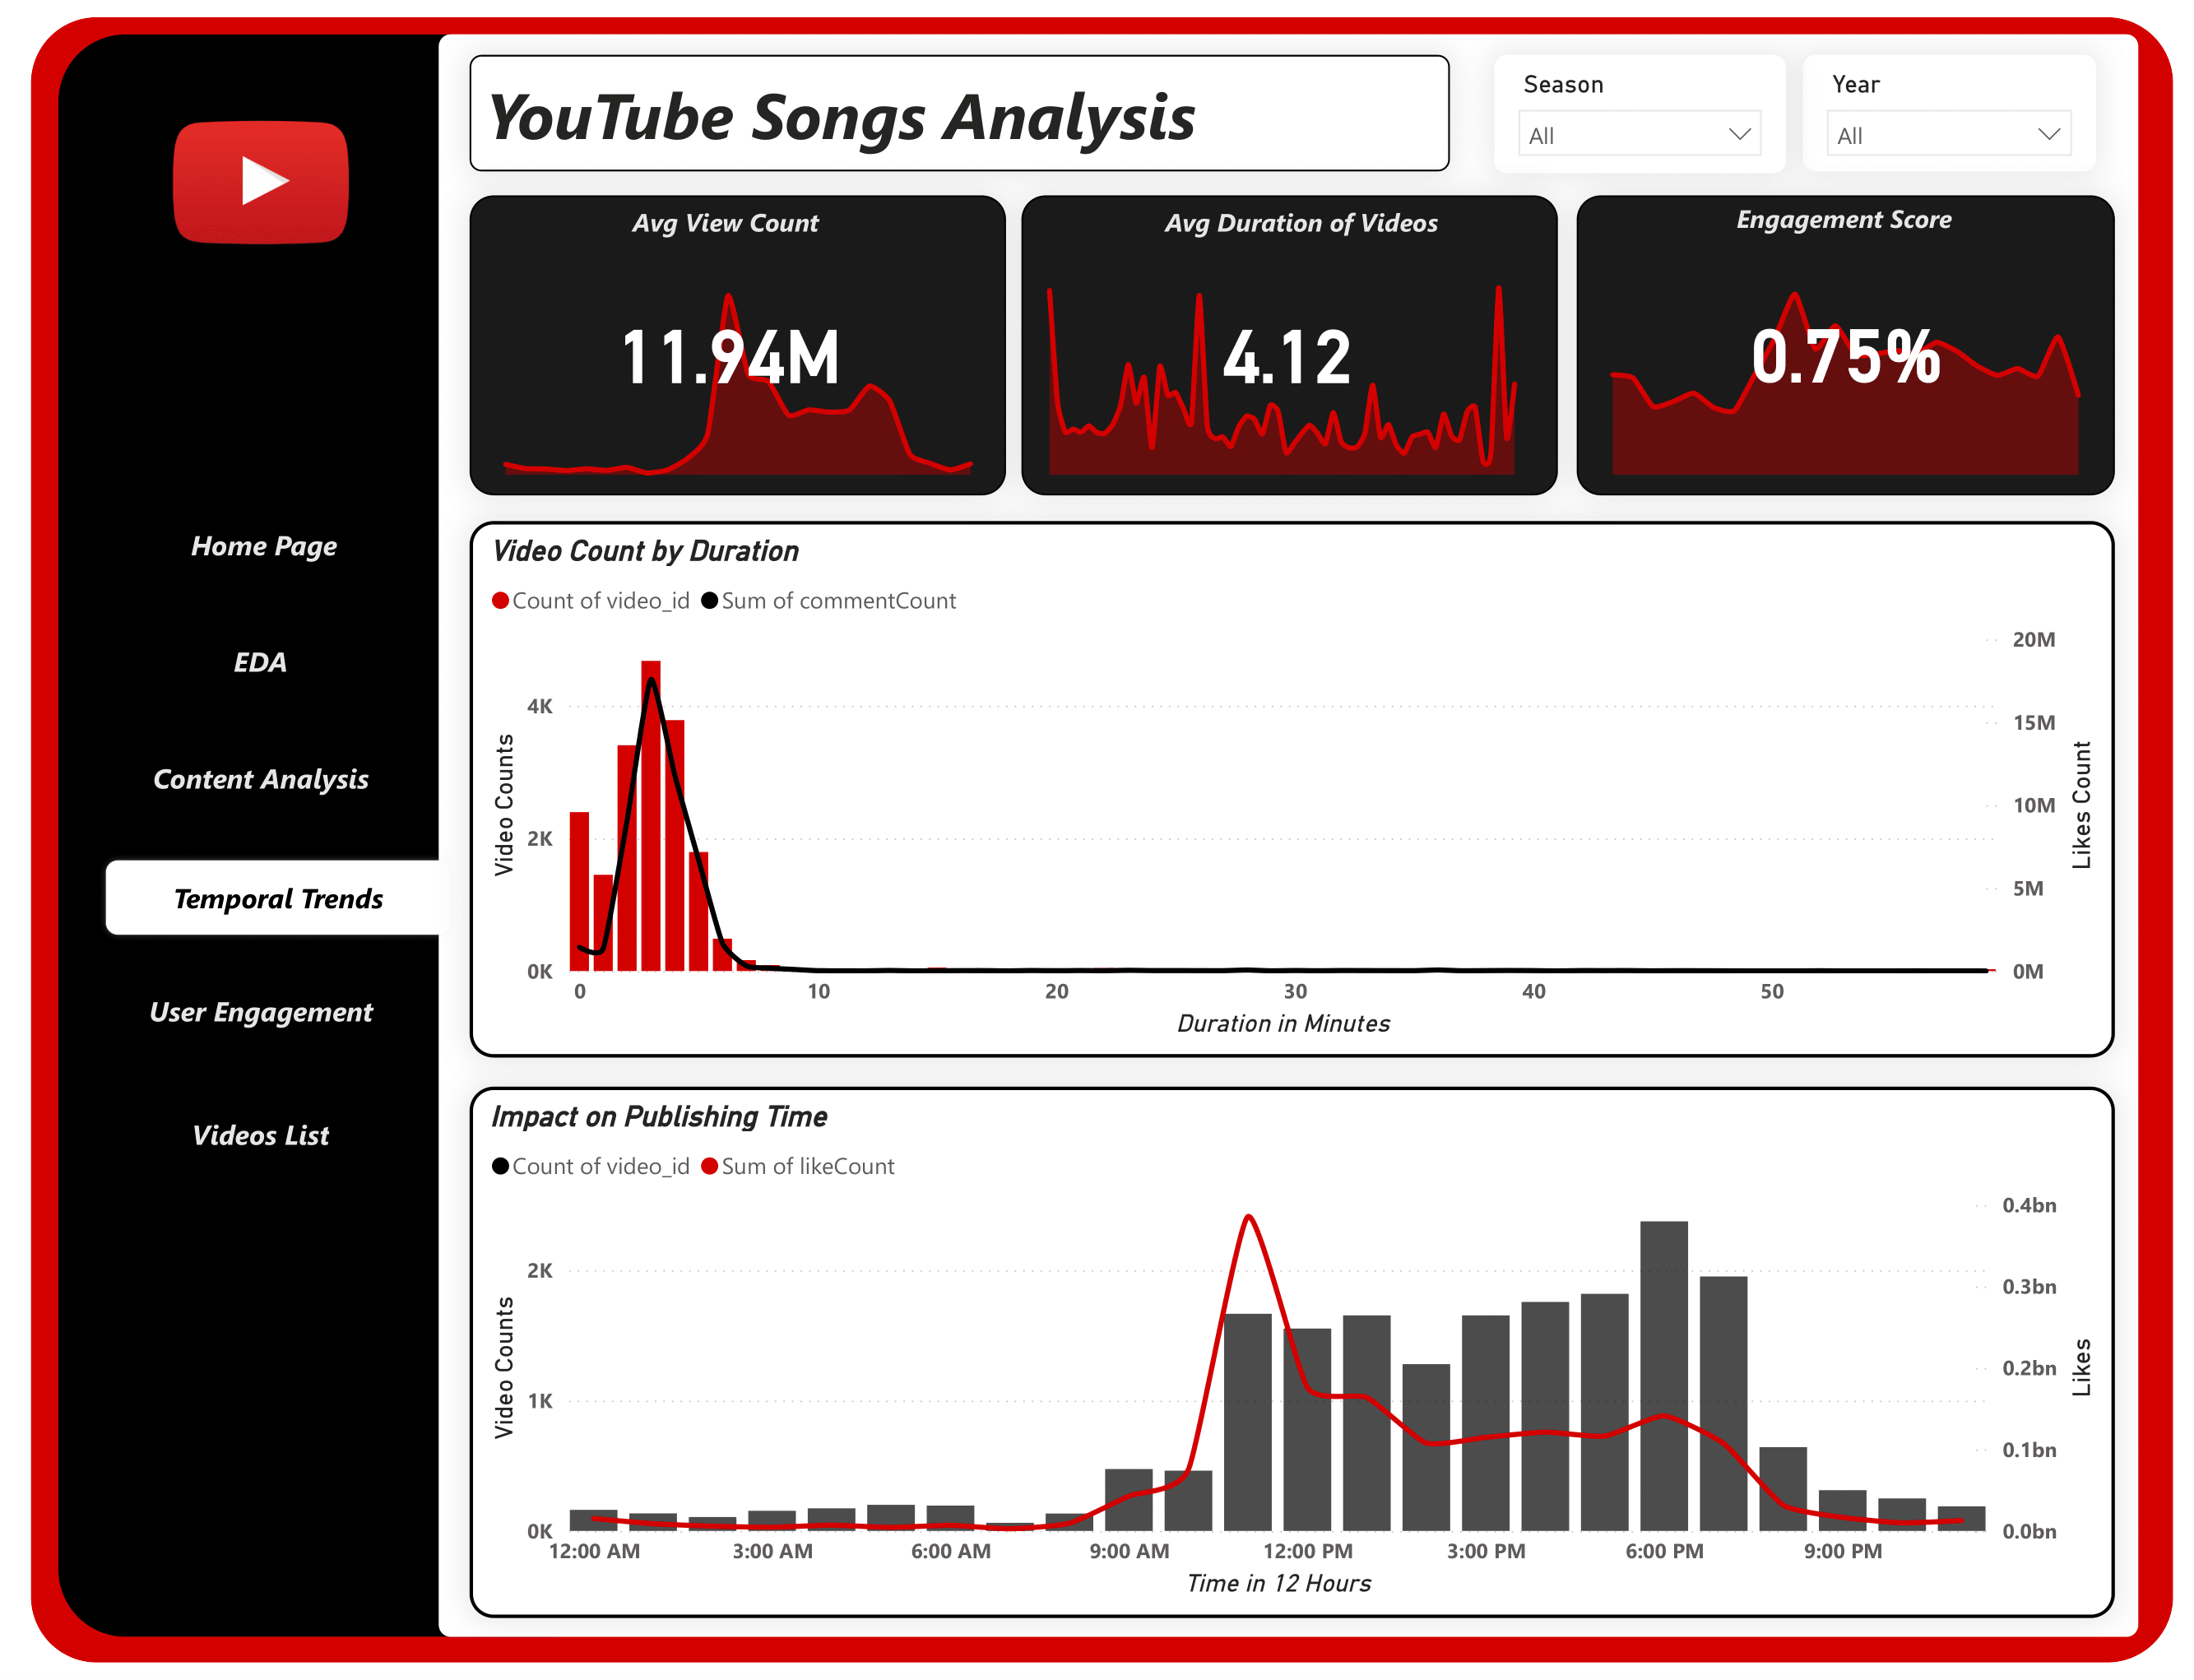 YouTube Songs Analysis
Season
All
Year
All
Avg View Count
11.94M
Avg Duration of Videos
4.12
Engagement Score
0.75%
Home Page
EDA
Content Analysis
Temporal Trends
User Engagement
Videos List
Video Count by Duration
Count of video_id Sum of commentCount
Video Counts
4K
2K
0K
20M
15M
10M
5M
0M
Likes Count
0 10 20 30 40 50
Duration in Minutes
Impact on Publishing Time
Count of video_id Sum of likeCount
Video Counts
2K
1K
0K
0.4bn
0.3bn
0.2bn
0.1bn
0.0bn
Likes
12:00 AM 3:00 AM 6:00 AM 9:00 AM 12:00 PM 3:00 PM 6:00 PM 9:00 PM
Time in 12 Hours